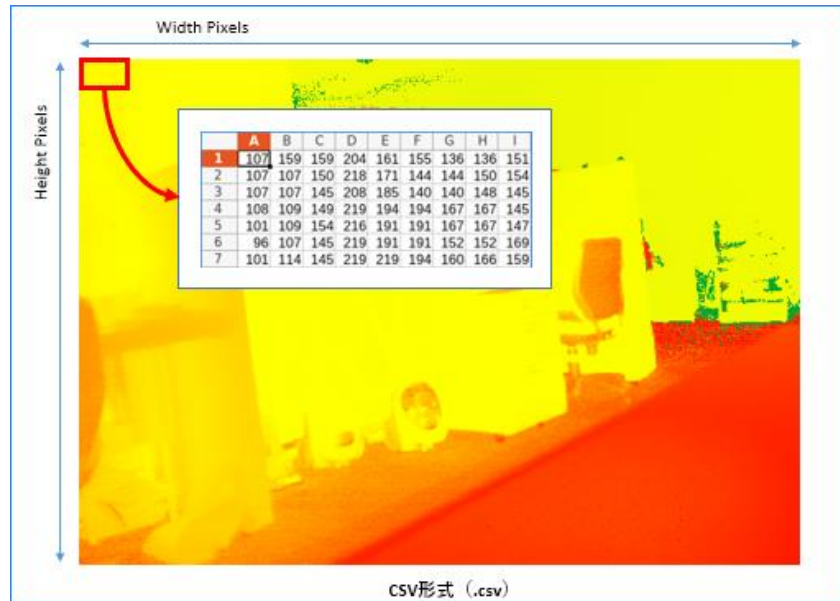 Width Pixels
Height Pixels
A B C D E F G H I
1 107 159 159 204 161 155 136 136 151
2 107 107 150 218 171 144 144 150 154
3 107 107 145 208 185 140 140 148 145
4 108 109 149 219 194 194 167 167 145
5 101 109 154 216 191 191 167 167 147
6 96 107 145 219 191 191 152 152 169
7 101 114 145 219 219 194 160 166 159
CSV形式（.csv）